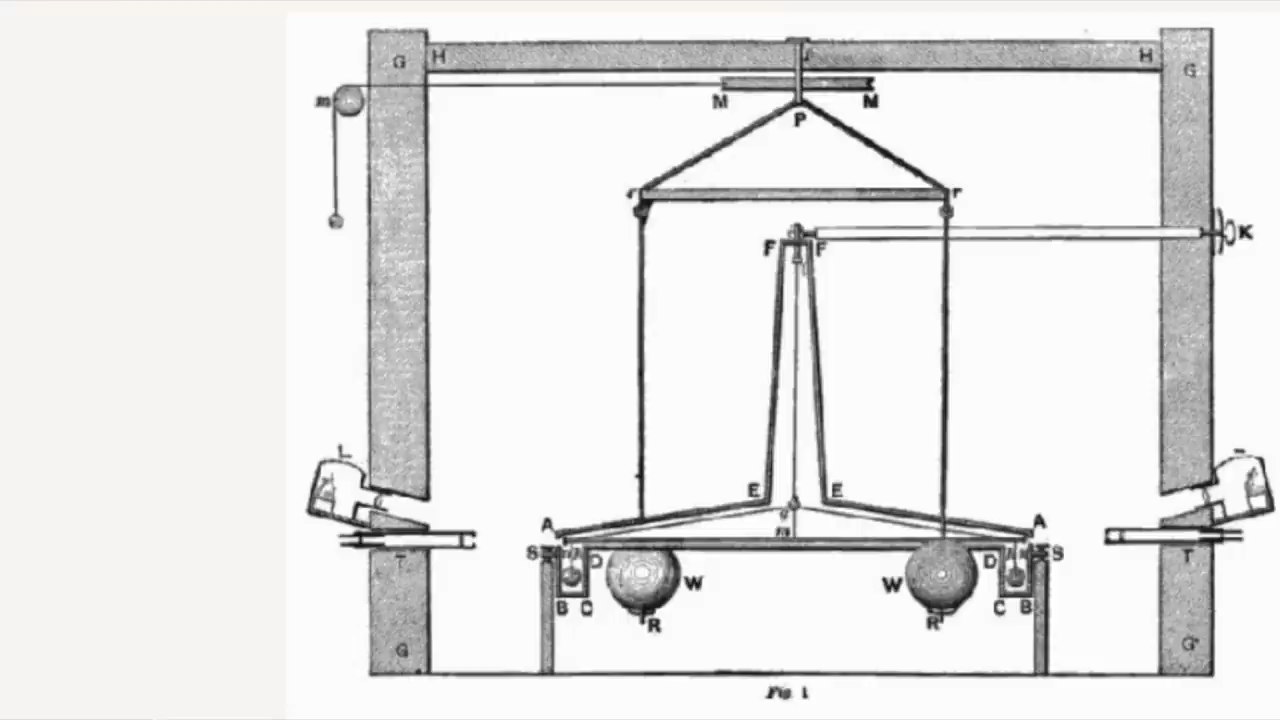 H H
G G
m M M
P
r r
F F K
L
E E
A A
S D D S
T T
W W
B C C B
R R
G G'
Fig. 1